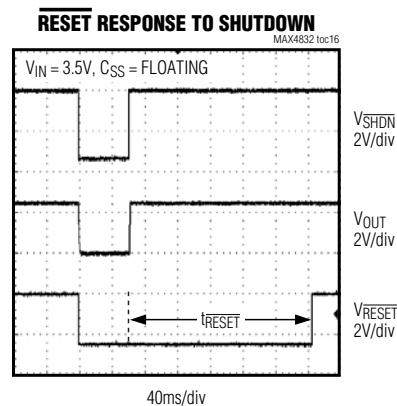 RESET RESPONSE TO SHUTDOWN
MAX4832 toc16
VIN = 3.5V, CSS = FLOATING
VSHDN
2V/div
VOUT
2V/div
tRESET
VRESET
2V/div
40ms/div